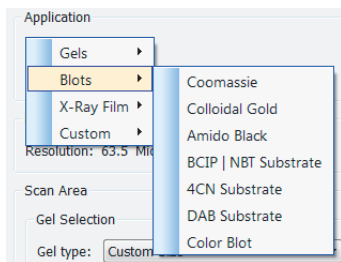 Application
Gels
Blots
X-Ray Film
Custom
Coomassie
Colloidal Gold
Amido Black
BCIP | NBT Substrate
4CN Substrate
DAB Substrate
Color Blot
Resolution: 63.5
Scan Area
Gel Selection
Gel type: Custom